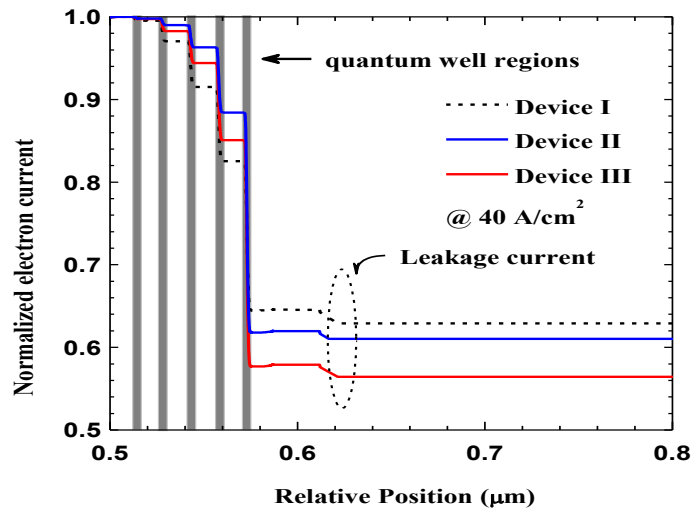 1.0
0.9
0.8
0.7
0.6
0.5
0.5
0.6
0.7
0.8
Normalized electron current
Relative Position (μm)
quantum well regions
Device I
Device II
Device III
@ 40 A/cm²
Leakage current